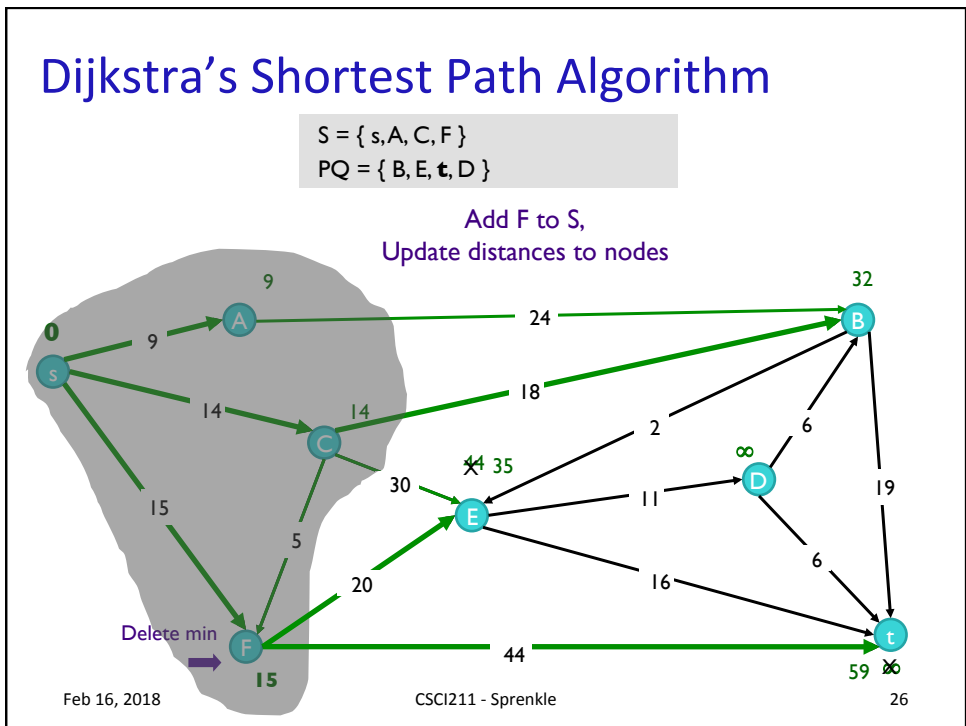 Dijkstra's Shortest Path Algorithm
S = { s, A, C, F }
PQ = { B, E, t, D }
Add F to S,
Update distances to nodes
9
32
0
A
24
B
9
s
18
14
14
2
6
C
∞
44 35
D
30
19
11
15
E
5
6
20
16
Delete min
t
F
44
15
59 ∞
Feb 16, 2018
CSCI211 - Sprenkle
26